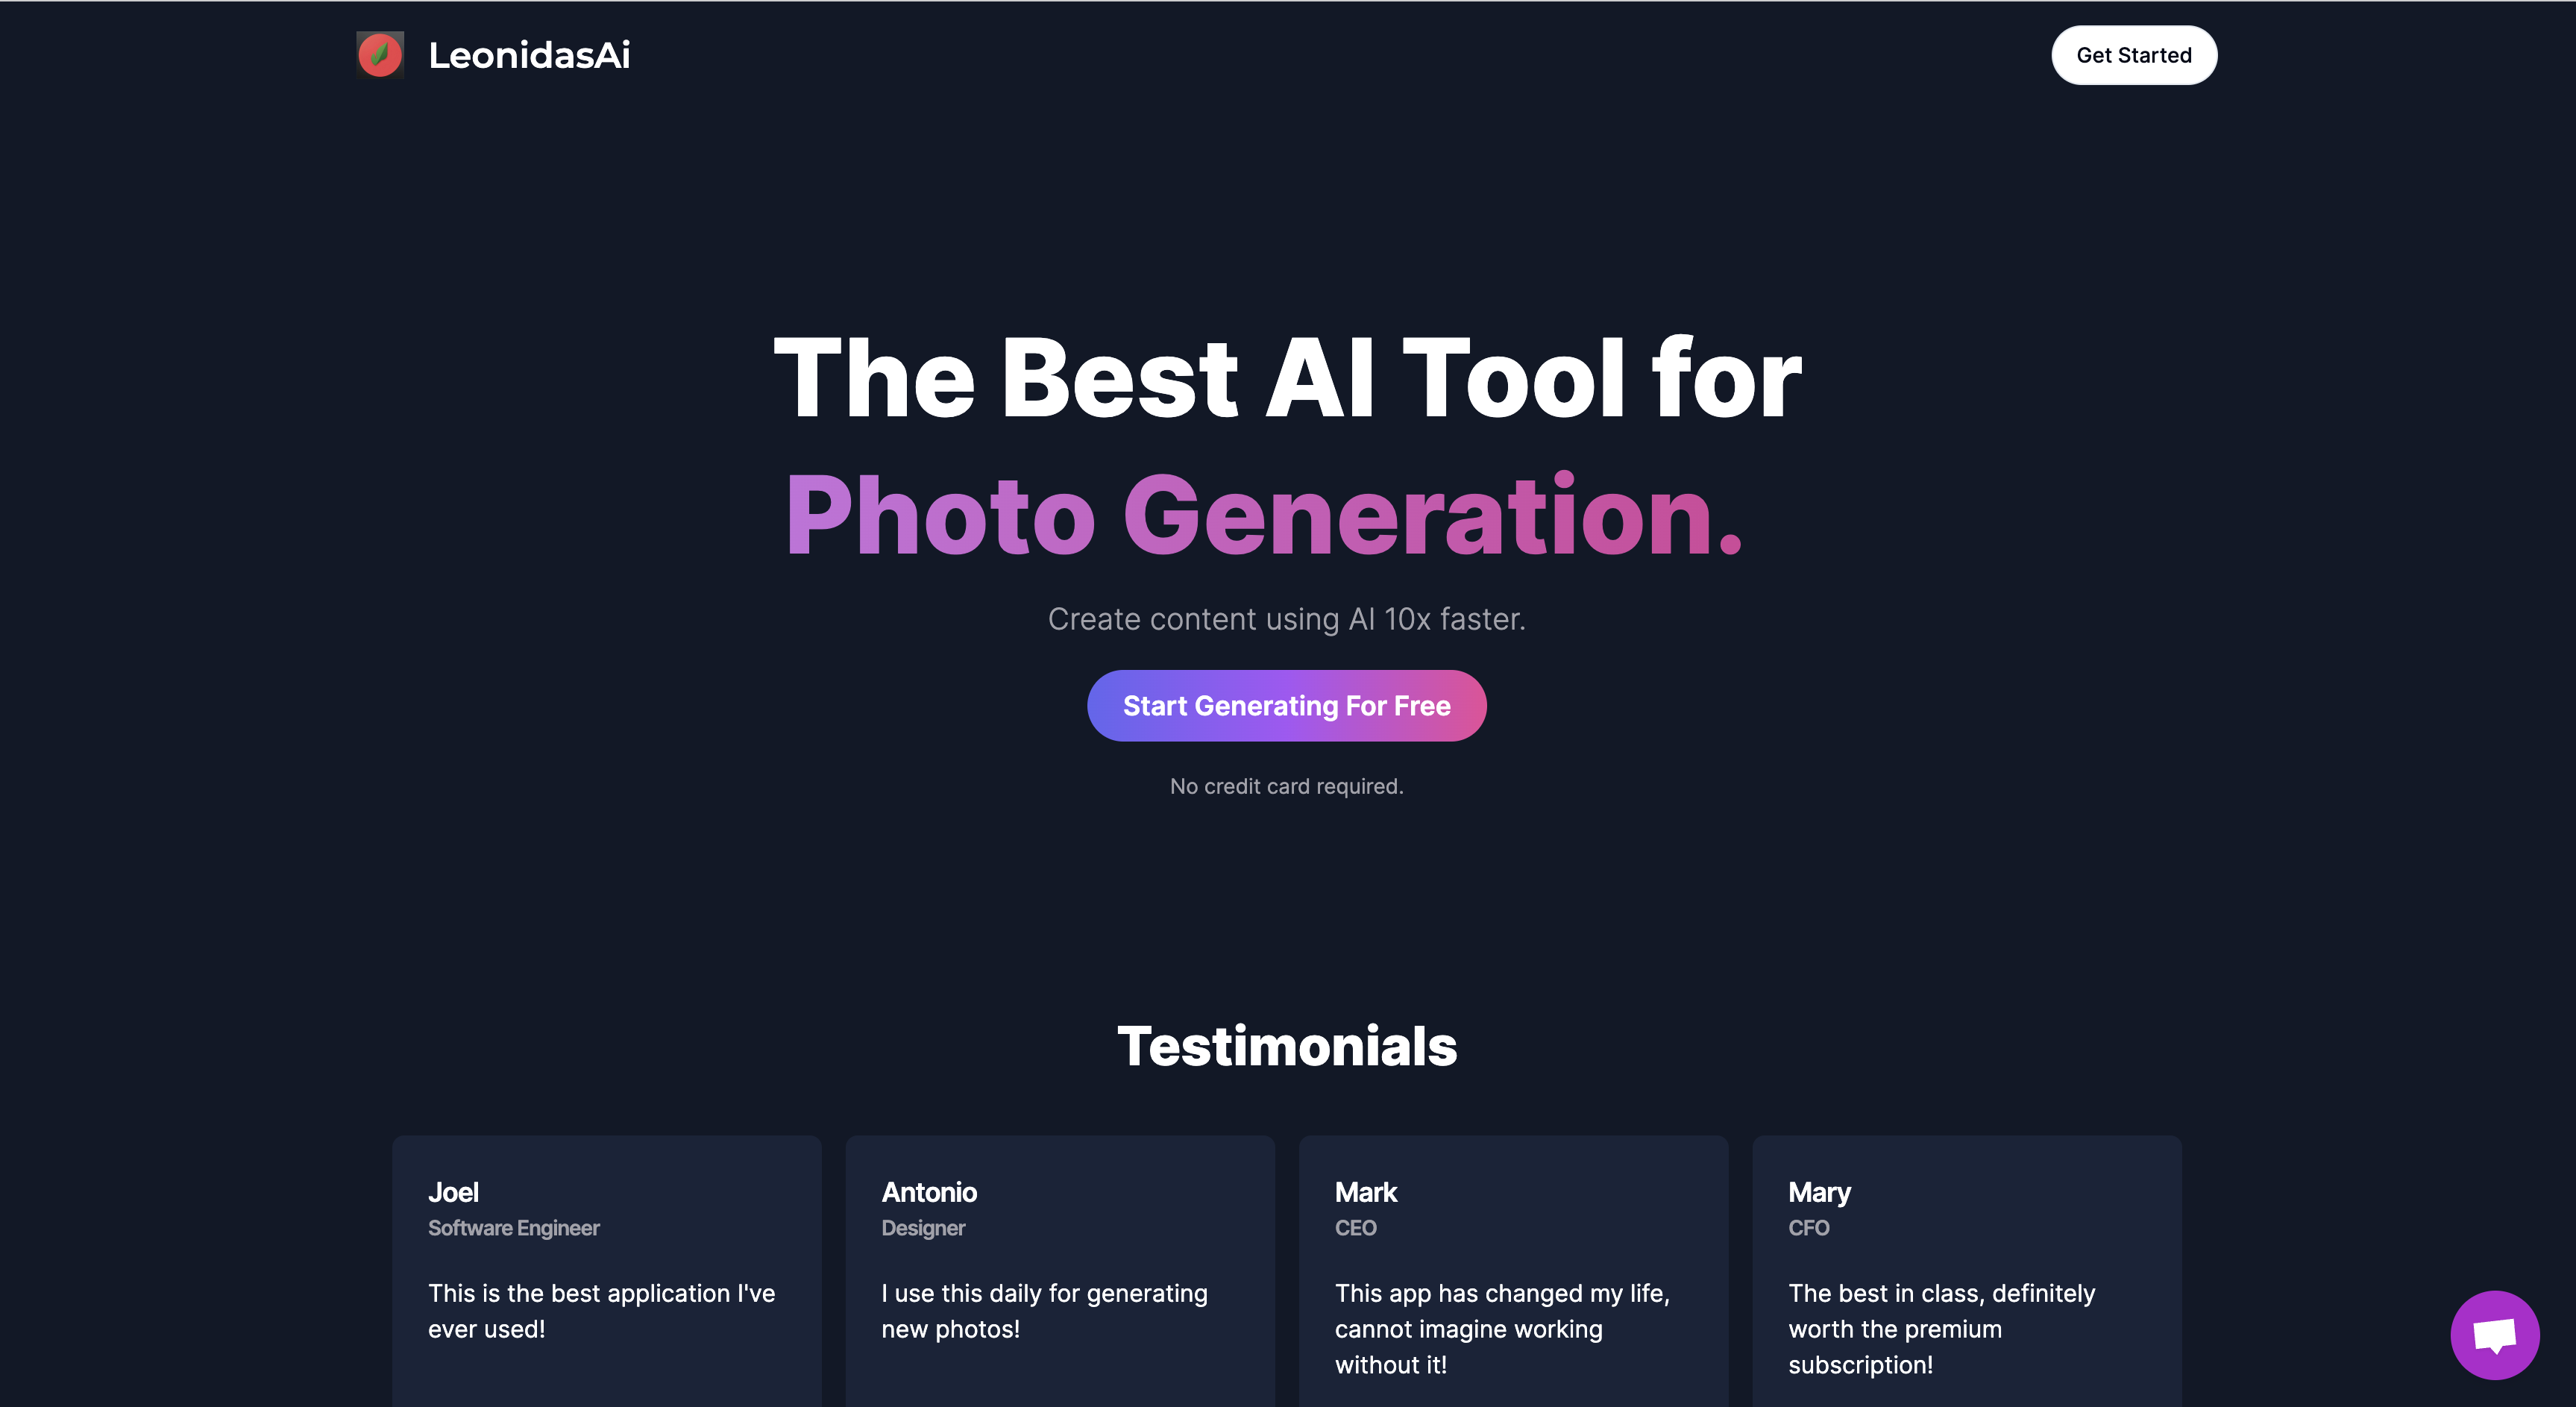 LeonidasAi
Get Started
The Best AI Tool for
Photo Generation.
Create content using AI 10x faster.
Start Generating For Free
No credit card required.
Testimonials
Joel
Software Engineer
This is the best application I've
ever used!
Antonio
Designer
I use this daily for generating
new photos!
Mark
CEO
This app has changed my life,
cannot imagine working
without it!
Mary
CFO
The best in class, definitely
worth the premium
subscription!